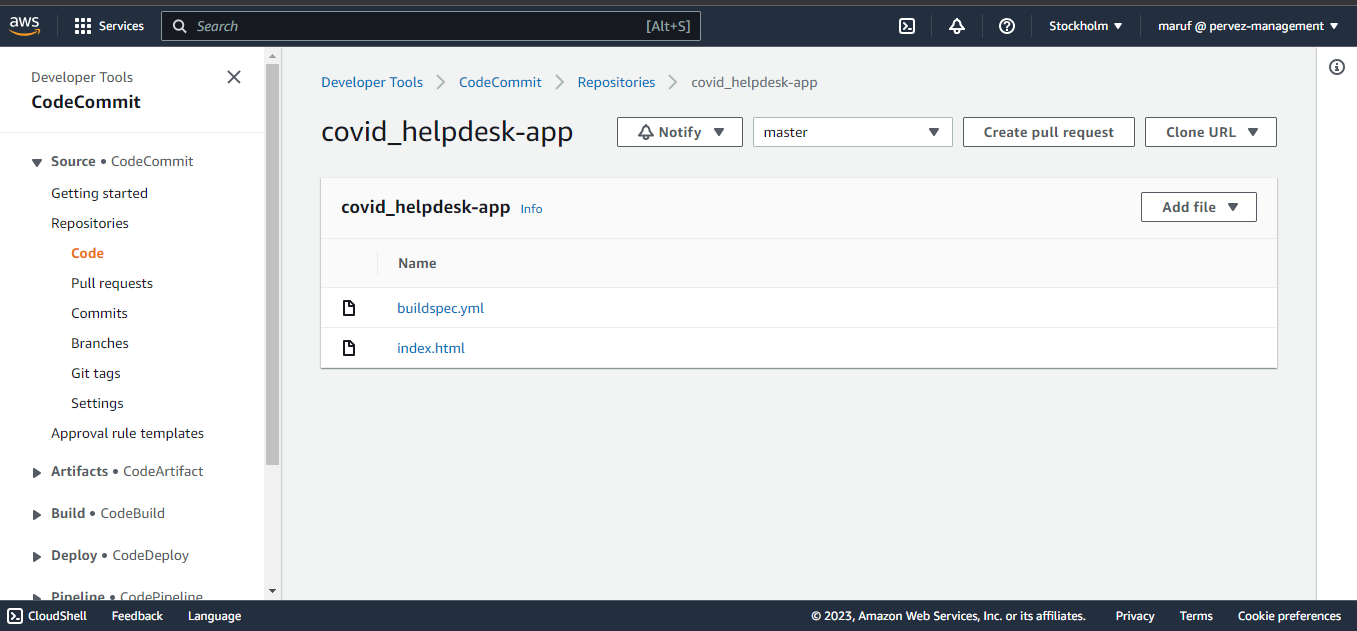 aws
Services
Search [Alt+S]
Stockholm
maruf @ pervez-management
Developer Tools
CodeCommit
Source • CodeCommit
Getting started
Repositories
Code
Pull requests
Commits
Branches
Git tags
Settings
Approval rule templates
Artifacts • CodeArtifact
Build • CodeBuild
Deploy • CodeDeploy
Pipeline • CodePipeline
Developer Tools
CodeCommit
Repositories
covid_helpdesk-app
covid_helpdesk-app
Notify
master
Create pull request
Clone URL
covid_helpdesk-app Info
Add file
Name
buildspec.yml
index.html
CloudShell
Feedback
Language
© 2023, Amazon Web Services, Inc. or its affiliates.
Privacy
Terms
Cookie preferences